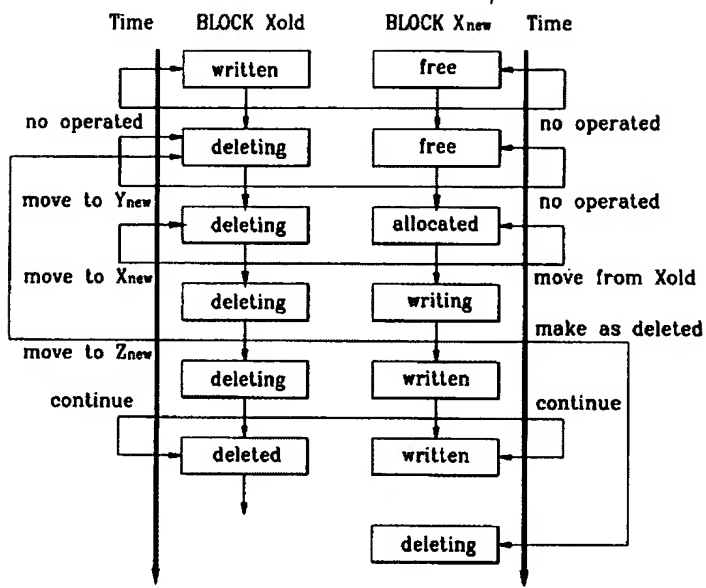 Time BLOCK Xold BLOCK Xnew Time
written free
no operated no operated
deleting free
move to Ynew no operated
deleting allocated
move to Xnew move from Xold
deleting writing
make as deleted
move to Znew
deleting written
continue continue
deleted written
deleting